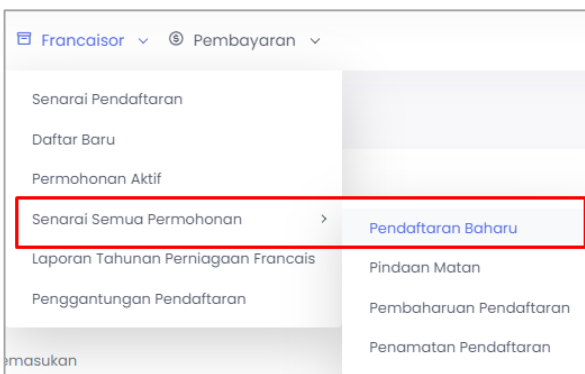 Francaisor Pembayaran
Senarai Pendaftaran
Daftar Baru
Permohonan Aktif
Senarai Semua Permohonan
Laporan Tahunan Perniagaan Francais
Penggantungan Pendaftaran
Pendaftaran Baharu
Pindaan Matan
Pembaharuan Pendaftaran
Penamatan Pendaftaran
emasukan